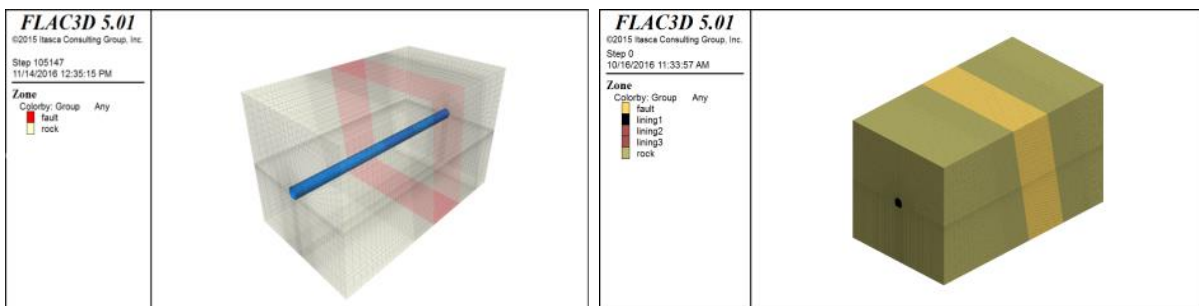 FLAC3D 5.01
©2015 Itasca Consulting Group, Inc.
Step 105147
11/14/2016 12:35:15 PM
Zone
Colorby: Group Any
fault
rock
FLAC3D 5.01
©2015 Itasca Consulting Group, Inc.
Step 0
10/16/2016 11:33:57 AM
Zone
Colorby: Group Any
fault
lining1
lining2
lining3
rock